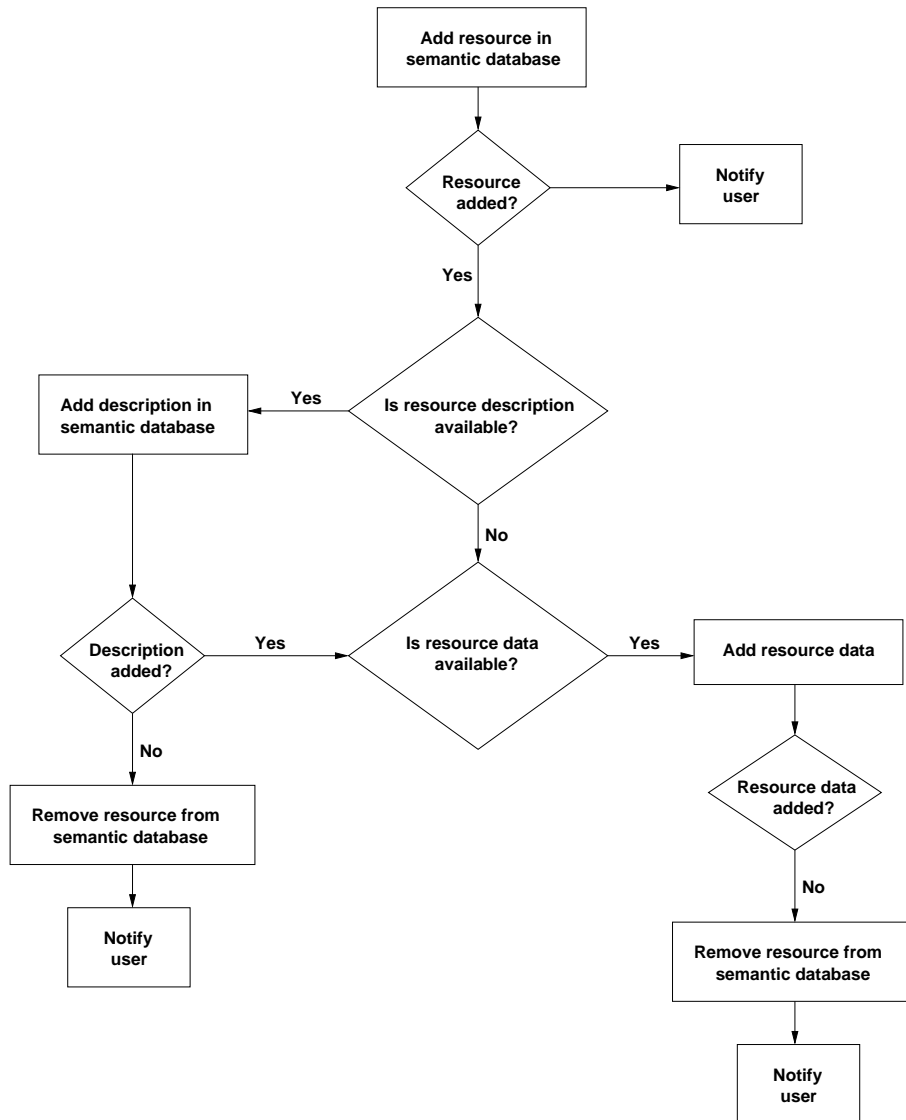 Add resource in
semantic database
Resource
added?
Notify
user
Yes
Is resource description
available?
Yes
Add description in
semantic database
No
Description
added?
Yes
Is resource data
available?
Yes
Add resource data
No
Remove resource from
semantic database
Notify
user
Resource data
added?
No
Remove resource from
semantic database
Notify
user